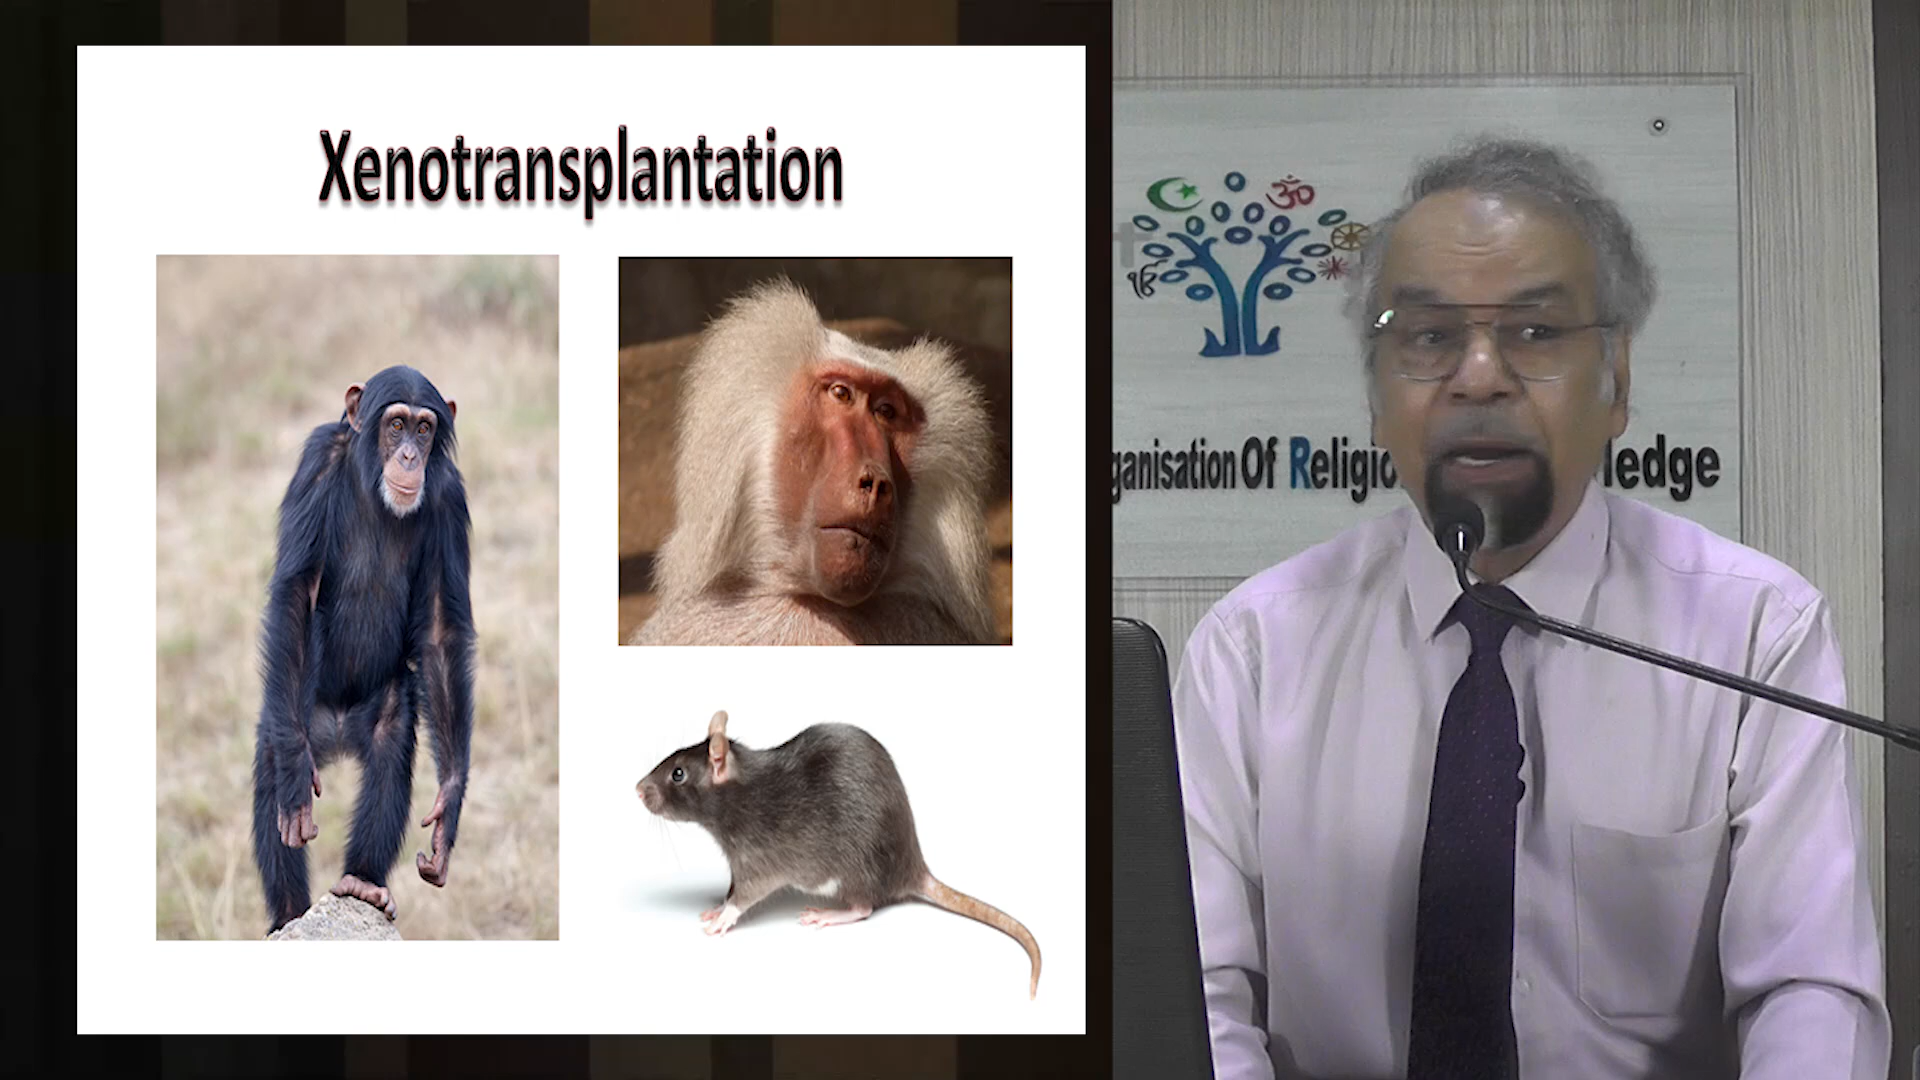 Xenotransplantation
ganisation Of Religio ledge